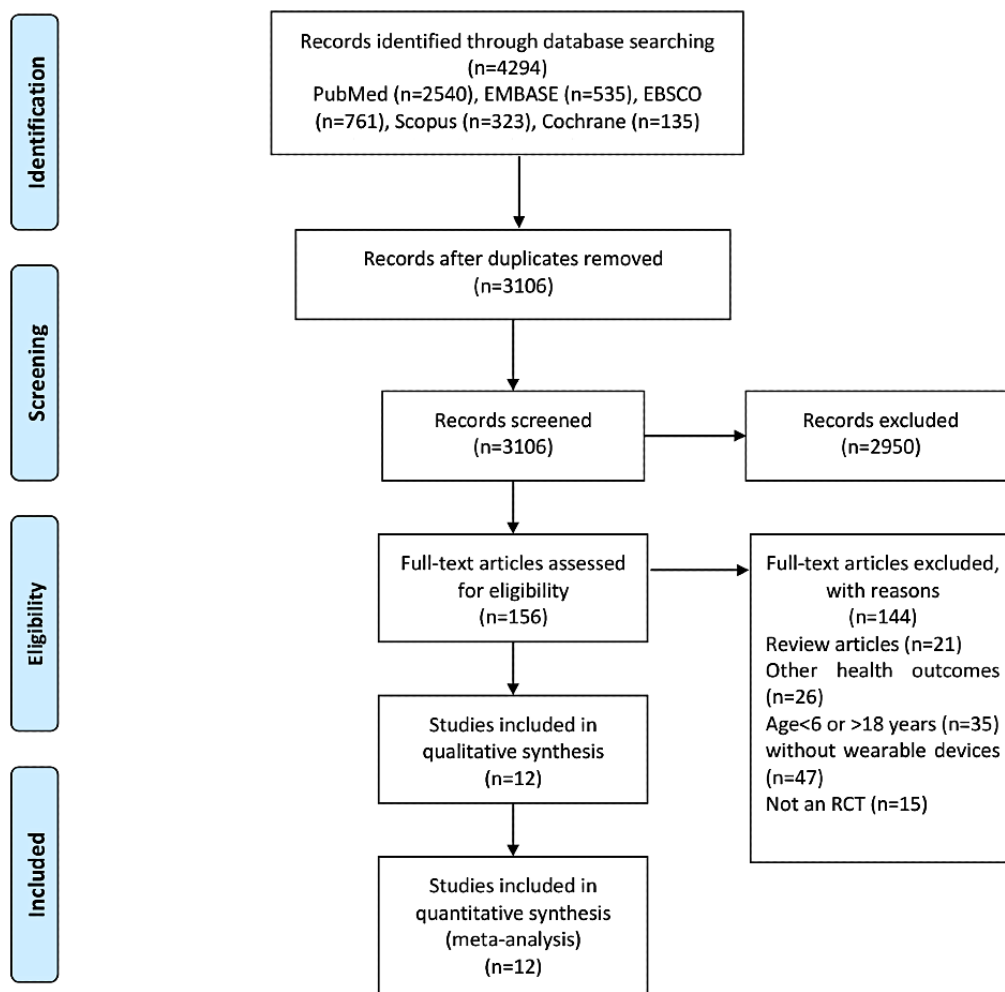 Identification
Records identified through database searching
(n=4294)
PubMed (n=2540), EMBASE (n=535), EBSCO
(n=761), Scopus (n=323), Cochrane (n=135)
Records after duplicates removed
(n=3106)
Screening
Records screened
(n=3106)
Records excluded
(n=2950)
Eligibility
Full-text articles assessed
for eligibility
(n=156)
Full-text articles excluded,
with reasons
(n=144)
Review articles (n=21)
Other health outcomes
(n=26)
Age<6 or >18 years (n=35)
without wearable devices
(n=47)
Not an RCT (n=15)
Studies included in
qualitative synthesis
(n=12)
Included
Studies included in
quantitative synthesis
(meta-analysis)
(n=12)